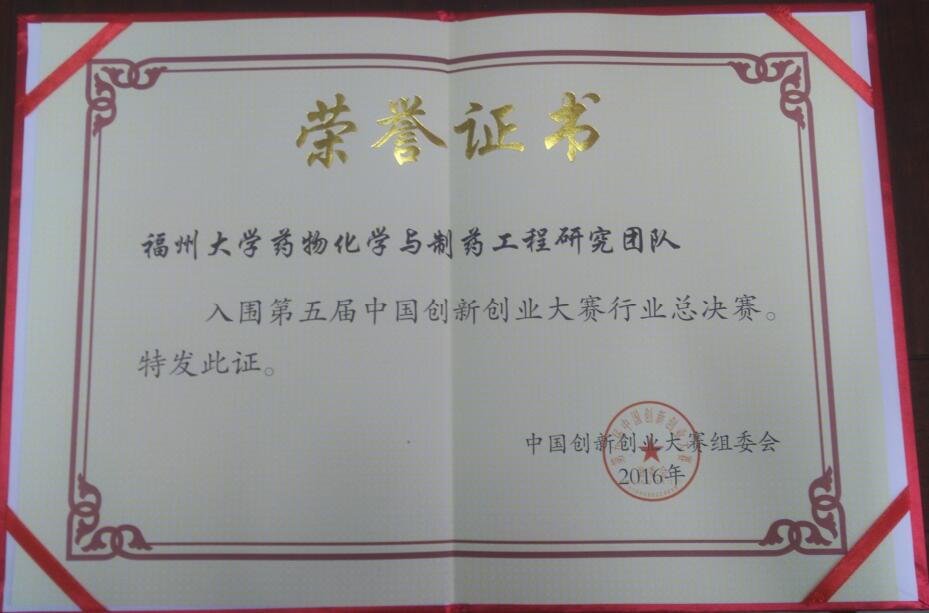 荣誉证书
福州大学药物化学与制药工程研究团队
入围第五届中国创新创业大赛行业总决赛。
特发此证。
中国创新创业大赛组委会
2016年